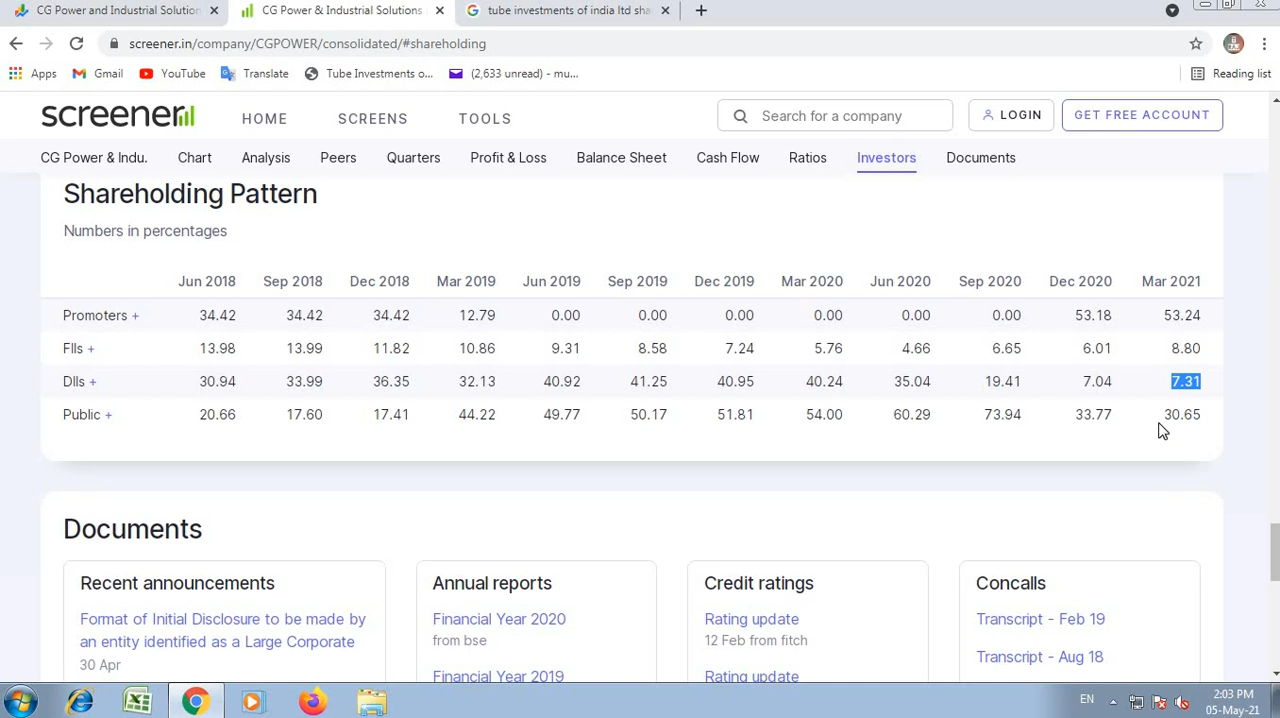 CG Power and Industrial Solution
CG Power & Industrial Solutions
tube investments of india ltd sha
screener.in/company/CGPOWER/consolidated/#shareholding
Apps Gmail YouTube Translate Tube Investments o... (2,633 unread) - mu... Reading list
screener HOME SCREENS TOOLS Search for a company LOGIN GET FREE ACCOUNT
CG Power & Indu. Chart Analysis Peers Quarters Profit & Loss Balance Sheet Cash Flow Ratios Investors Documents
Shareholding Pattern
Numbers in percentages
Jun 2018 Sep 2018 Dec 2018 Mar 2019 Jun 2019 Sep 2019 Dec 2019 Mar 2020 Jun 2020 Sep 2020 Dec 2020 Mar 2021
Promoters + 34.42 34.42 34.42 12.79 0.00 0.00 0.00 0.00 0.00 0.00 53.18 53.24
FIIs + 13.98 13.99 11.82 10.86 9.31 8.58 7.24 5.76 4.66 6.65 6.01 8.80
DIIs + 30.94 33.99 36.35 32.13 40.92 41.25 40.95 40.24 35.04 19.41 7.04 7.31
Public + 20.66 17.60 17.41 44.22 49.77 50.17 51.81 54.00 60.29 73.94 33.77 30.65
Documents
Recent announcements
Format of Initial Disclosure to be made by
an entity identified as a Large Corporate
30 Apr
Annual reports
Financial Year 2020
from bse
Financial Year 2019
Credit ratings
Rating update
12 Feb from fitch
Rating update
Concalls
Transcript - Feb 19
Transcript - Aug 18
EN
2:03 PM
05-May-21